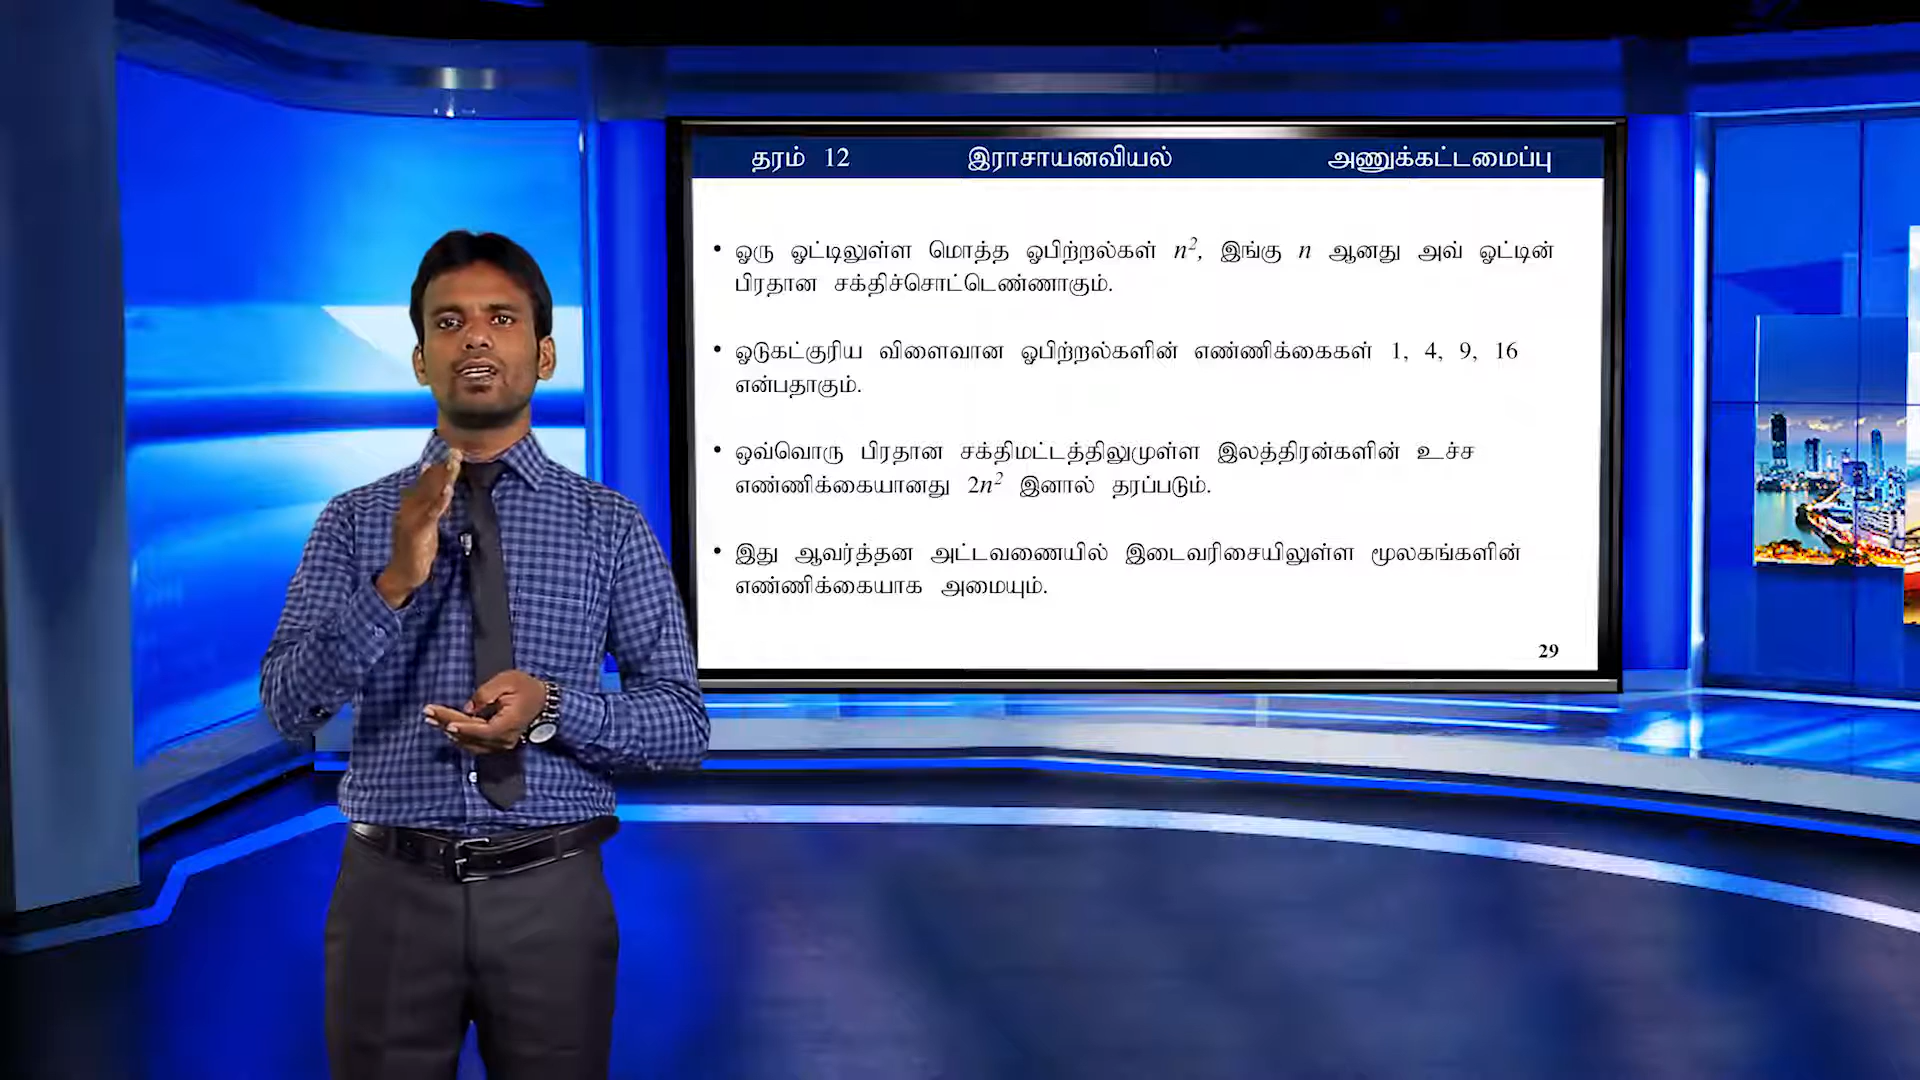 தரம் 12 இராசாயனவியல் அணுக்கட்டமைப்பு
• ஓரு ஓட்டிலுள்ள மொத்த ஓபிற்றல்கள் n², இங்கு n ஆனது அவ் ஓட்டின்
பிரதான சக்திச்சொட்டெண்ணாகும்.
• ஓடுகட்குரிய விளைவான ஓபிற்றல்களின் எண்ணிக்கைகள் 1, 4, 9, 16
என்பதாகும்.
• ஒவ்வொரு பிரதான சக்திமட்டத்திலுமுள்ள இலத்திரன்களின் உச்ச
எண்ணிக்கையானது 2n² இனால் தரப்படும்.
• இது ஆவர்த்தன அட்டவணையில் இடைவரிசையிலுள்ள மூலகங்களின்
எண்ணிக்கையாக அமையும்.
29